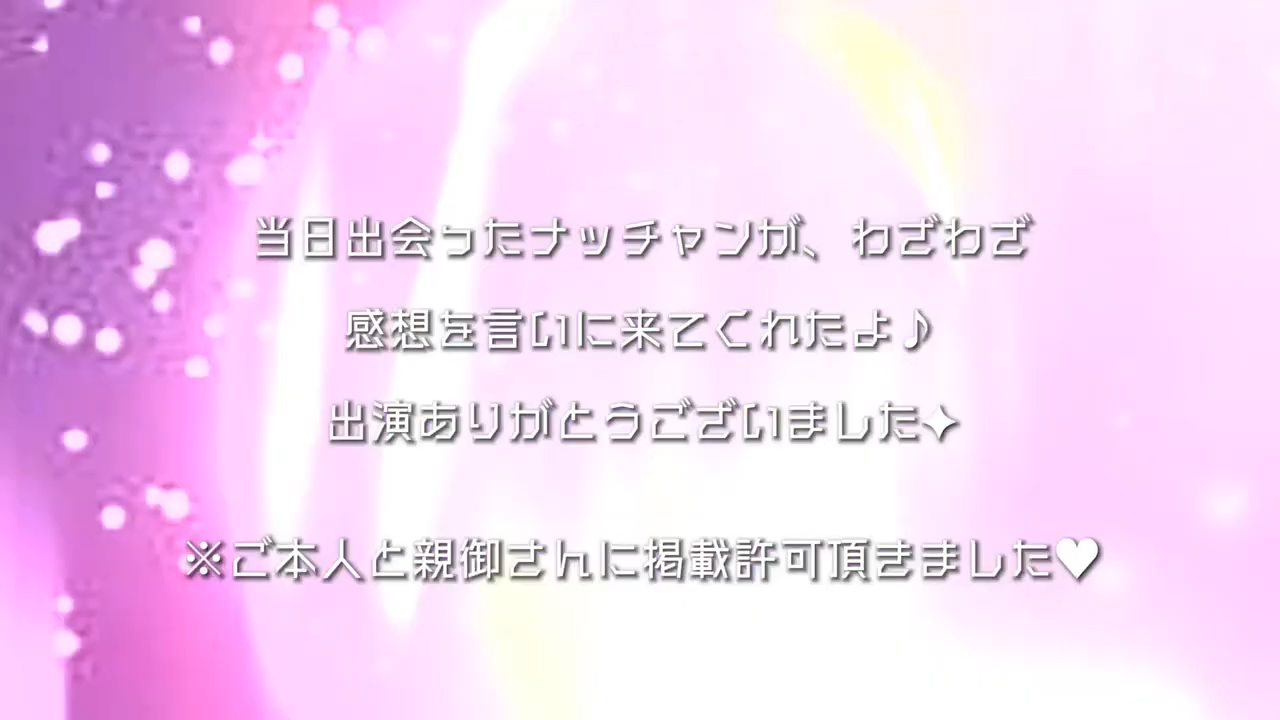 当日出会ったナッチャンが、わざわざ
感想を言いに来てくれたよ♪
出演ありがとうございました✦
※ご本人と親御さんに掲載許可頂きました♥